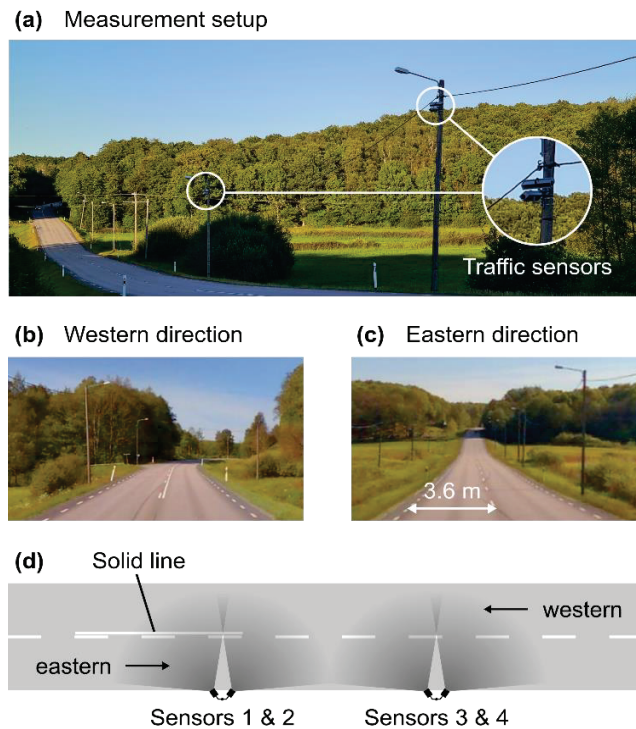 (a) Measurement setup
Traffic sensors
(b) Western direction
(c) Eastern direction
3.6 m
(d)
Solid line
western
eastern
Sensors 1 & 2
Sensors 3 & 4